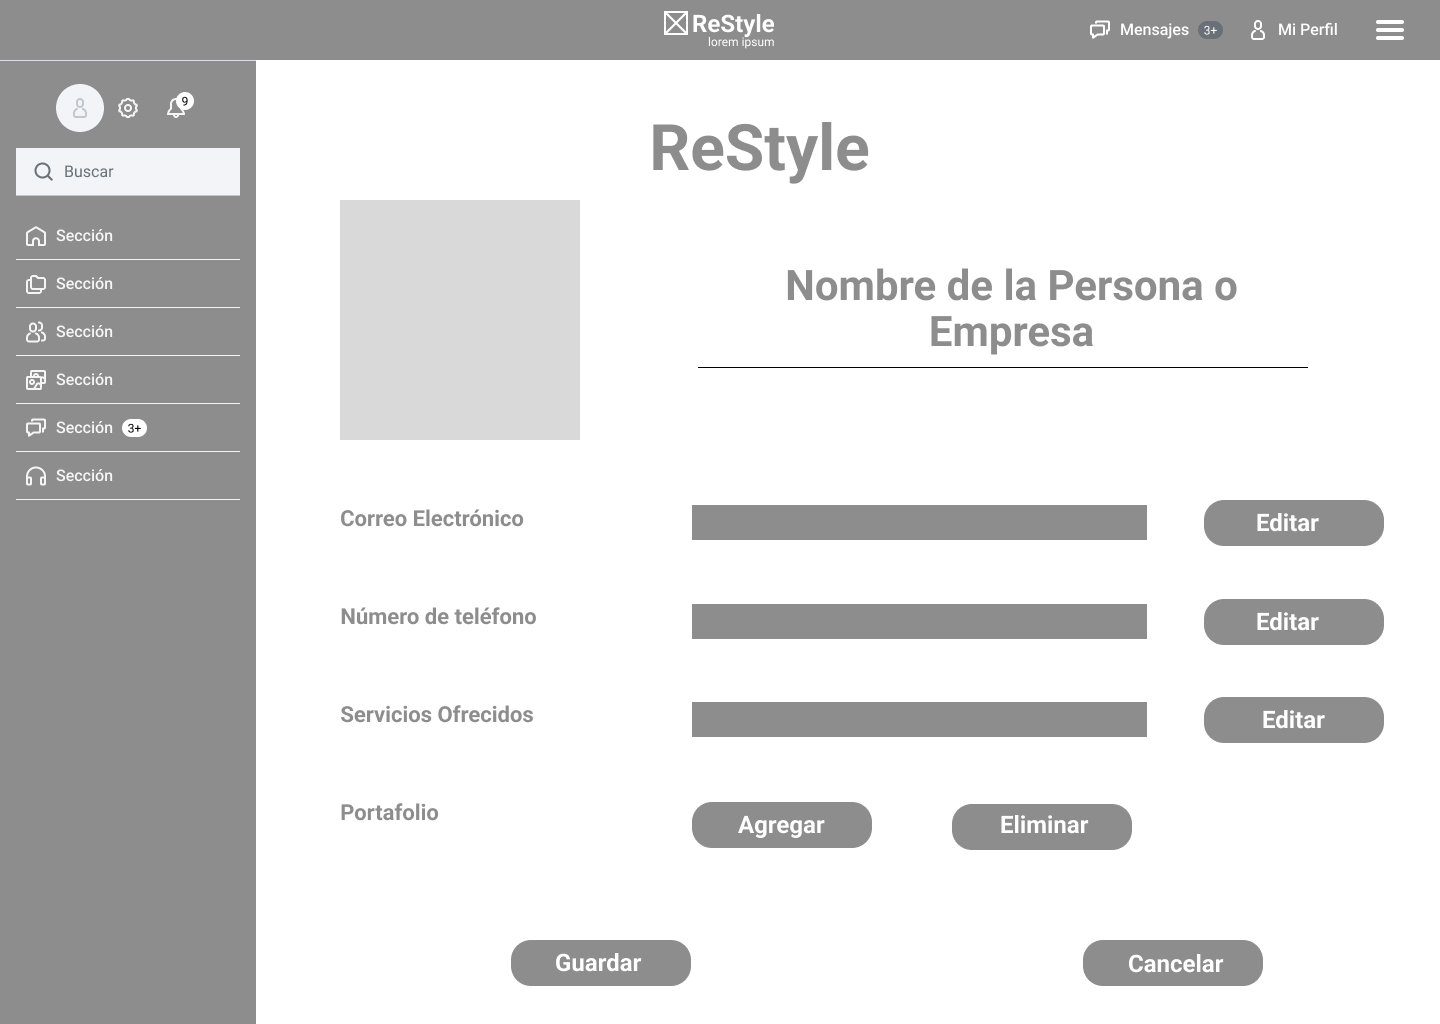 ReStyle
lorem ipsum
Mensajes 3+ Mi Perfil
9
Buscar
Sección
Sección
Sección
Sección
Sección 3+
Sección
ReStyle
Nombre de la Persona o
Empresa
Correo Electrónico Editar
Número de teléfono Editar
Servicios Ofrecidos Editar
Portafolio Agregar Eliminar
Guardar Cancelar